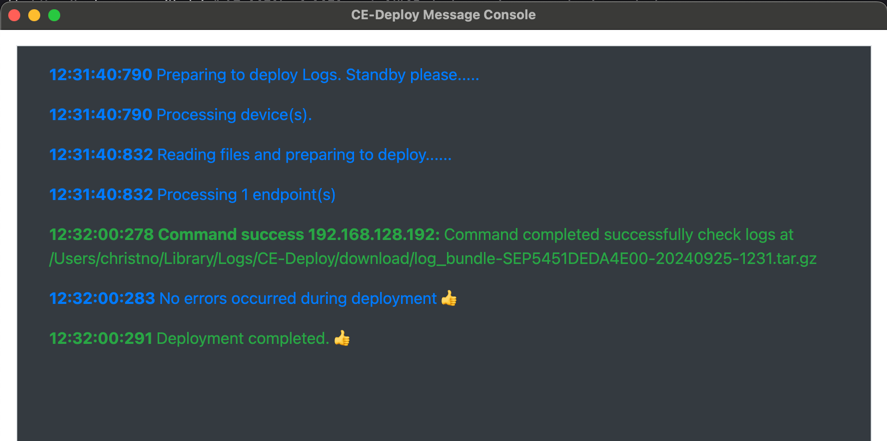 CE-Deploy Message Console
12:31:40:790 Preparing to deploy Logs. Standby please.....
12:31:40:790 Processing device(s).
12:31:40:832 Reading files and preparing to deploy......
12:31:40:832 Processing 1 endpoint(s)
12:32:00:278 Command success 192.168.128.192: Command completed successfully check logs at
/Users/christno/Library/Logs/CE-Deploy/download/log_bundle-SEP5451DEDA4E00-20240925-1231.tar.gz
12:32:00:283 No errors occurred during deployment 👍
12:32:00:291 Deployment completed. 👍